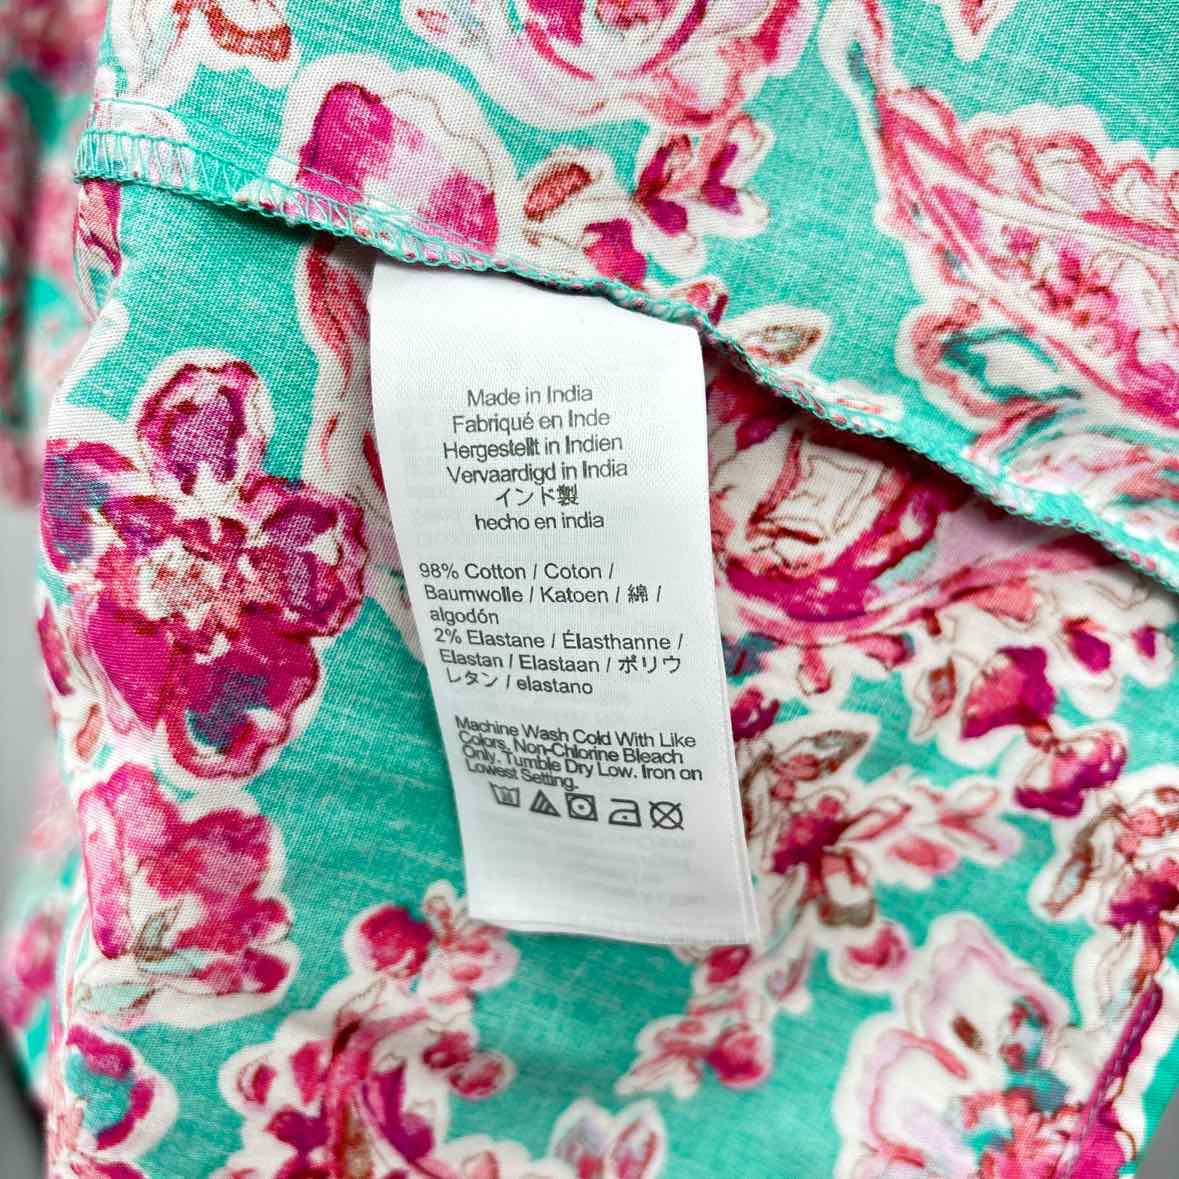 Made in India
Fabriqué en Inde
Hergestellt in Indien
Vervaardigd in India
インド製
hecho en india
98% Cotton / Coton /
Baumwolle / Katoen / 綿 /
algodón
2% Elastane / Élasthanne /
Elastan / Elastaan / ポリウ
レタン / elastano
Machine Wash Cold With Like
Colors, Non-Chlorine Bleach
Only. Tumble Dry Low. Iron on
Lowest Setting.